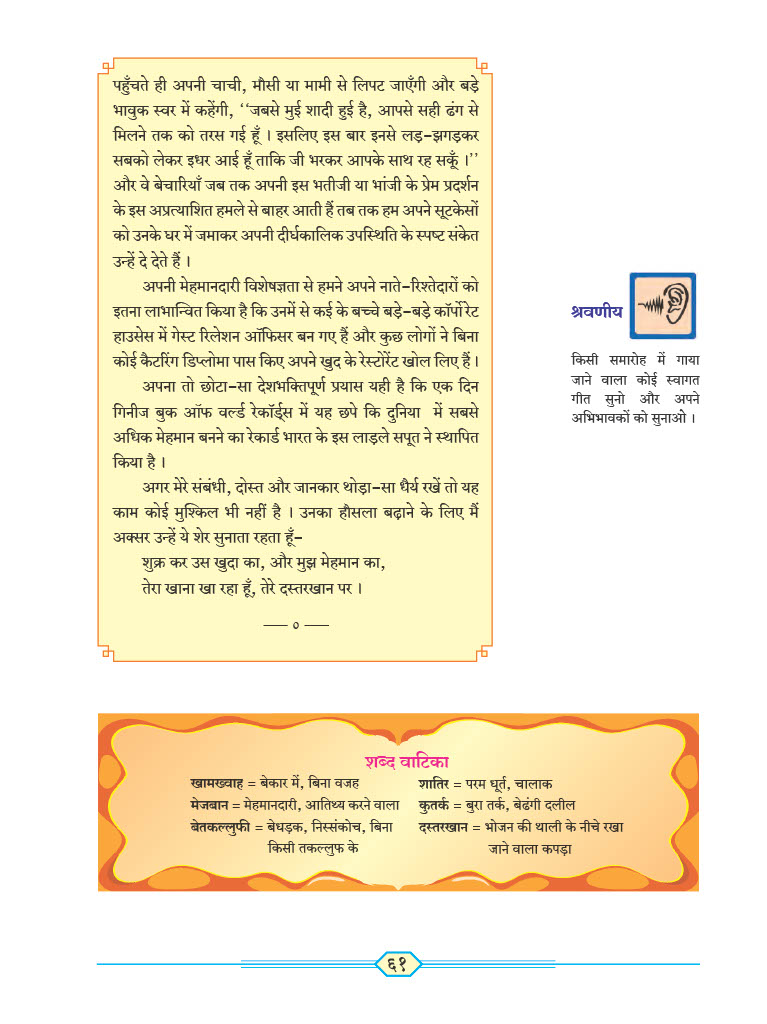 पहुँचते ही अपनी चाची, मौसी या मामी से लिपट जाएँगी और बड़े
भावुक स्वर में कहेंगी, ‘‘जबसे मुई शादी हुई है, आपसे सही ढंग से
मिलने तक को तरस गई हूँ । इसलिए इस बार इनसे लड़-झगड़कर
सबको लेकर इधर आई हूँ ताकि जी भरकर आपके साथ रह सकूँ ।’’
और वे बेचारियाँ जब तक अपनी इस भतीजी या भांजी के प्रेम प्रदर्शन
के इस अप्रत्याशित हमले से बाहर आती हैं तब तक हम अपने सूटकेसों
को उनके घर में जमाकर अपनी दीर्घकालिक उपस्थिति के स्पष्ट संकेत
उन्हें दे देते हैं ।
अपनी मेहमानदारी विशेषज्ञता से हमने अपने नाते-रिश्तेदारों को
इतना लाभान्वित किया है कि उनमें से कई के बच्चे बड़े-बड़े कॉर्पोरेट
हाउसेस में गेस्ट रिलेशन ऑफिसर बन गए हैं और कुछ लोगों ने बिना
कोई कैटरिंग डिप्लोमा पास किए अपने खुद के रेस्टोरेंट खोल लिए हैं ।
अपना तो छोटा-सा देशभक्तिपूर्ण प्रयास यही है कि एक दिन
गिनीज बुक ऑफ वर्ल्ड रेकॉर्ड्स में यह छपे कि दुनिया में सबसे
अधिक मेहमान बनने का रेकार्ड भारत के इस लाड़ले सपूत ने स्थापित
किया है ।
अगर मेरे संबंधी, दोस्त और जानकार थोड़ा-सा धैर्य रखें तो यह
काम कोई मुश्किल भी नहीं है । उनका हौसला बढ़ाने के लिए मैं
अक्सर उन्हें ये शेर सुनाता रहता हूँ-
शुक्र कर उस खुदा का, और मुझ मेहमान का,
तेरा खाना खा रहा हूँ, तेरे दस्तरखान पर ।
— ० —
श्रवणीय
किसी समारोह में गाया
जाने वाला कोई स्वागत
गीत सुनो और अपने
अभिभावकों को सुनाओ ।
शब्द वाटिका
खामख्वाह = बेकार में, बिना वजह
मेजबान = मेहमानदारी, आतिथ्य करने वाला
बेतकल्लुफी = बेधड़क, निस्संकोच, बिना
किसी तकल्लुफ के
शातिर = परम धूर्त, चालाक
कुतर्क = बुरा तर्क, बेढंगी दलील
दस्तरखान = भोजन की थाली के नीचे रखा
जाने वाला कपड़ा
६१